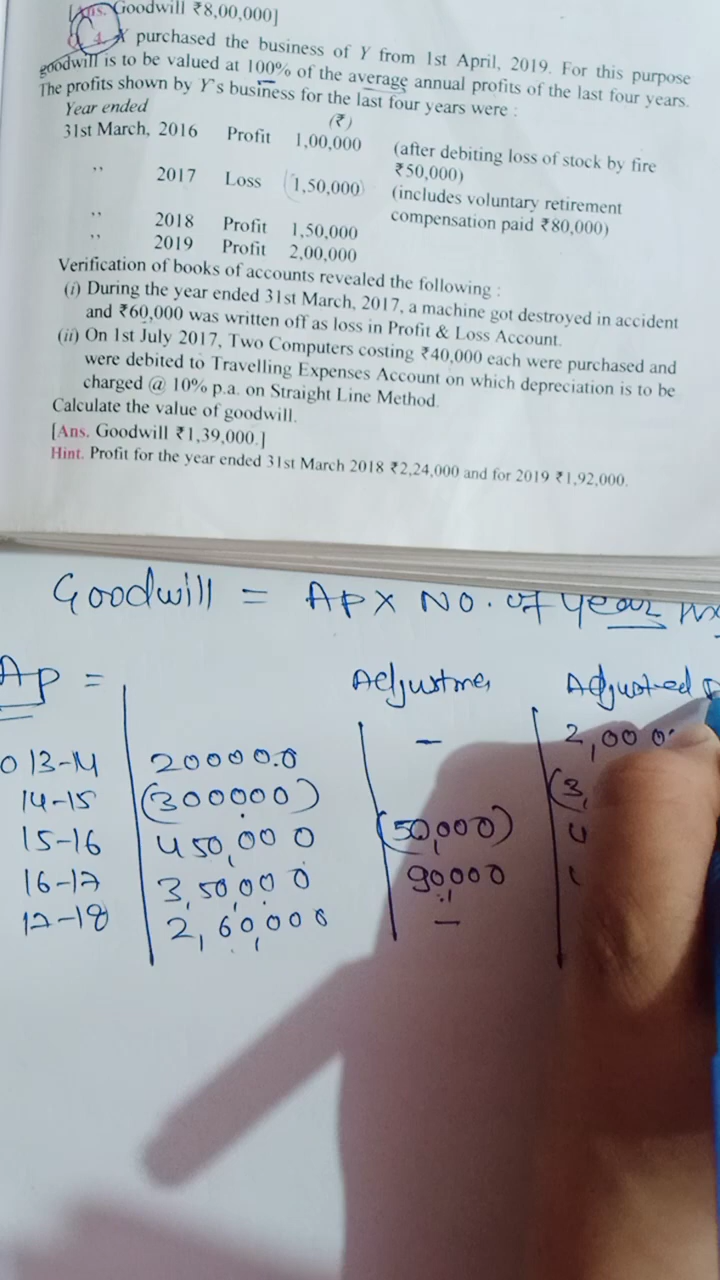 [Ans. Goodwill ₹8,00,000]
Q. 4. X purchased the business of Y from 1st April, 2019. For this purpose
goodwill is to be valued at 100% of the average annual profits of the last four years.
The profits shown by Y's business for the last four years were :
Year ended (₹)
31st March, 2016 Profit 1,00,000 (after debiting loss of stock by fire
₹50,000)
,, 2017 Loss (1,50,000) (includes voluntary retirement
compensation paid ₹80,000)
,, 2018 Profit 1,50,000
,, 2019 Profit 2,00,000
Verification of books of accounts revealed the following :
(i) During the year ended 31st March, 2017, a machine got destroyed in accident
and ₹60,000 was written off as loss in Profit & Loss Account.
(ii) On 1st July 2017, Two Computers costing ₹40,000 each were purchased and
were debited to Travelling Expenses Account on which depreciation is to be
charged @ 10% p.a. on Straight Line Method.
Calculate the value of goodwill.
[Ans. Goodwill ₹1,39,000.]
Hint. Profit for the year ended 31st March 2018 ₹2,24,000 and for 2019 ₹1,92,000.
Goodwill = AP X NO. of year
AP = Adjustme Adjusted
013-14 200000 - 2,00 0
14-15 (300000) (3,
15-16 450,000 (50,000) 4
16-17 3,50,000 90,000
17-18 2,60,000 -